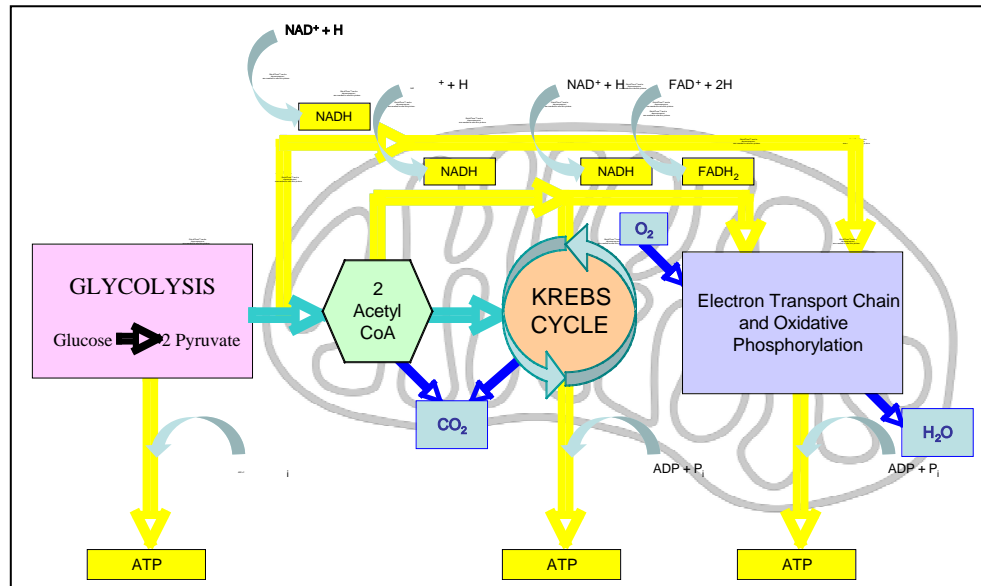 NAD⁺ + H
⁺ + H
NAD⁺ + H
FAD⁺ + 2H
NADH
NADH
NADH
FADH₂
O₂
GLYCOLYSIS
Glucose
2 Pyruvate
2
Acetyl
CoA
KREBS
CYCLE
Electron Transport Chain
and Oxidative
Phosphorylation
CO₂
H₂O
i
ADP + Pᵢ
ADP + Pᵢ
ATP
ATP
ATP